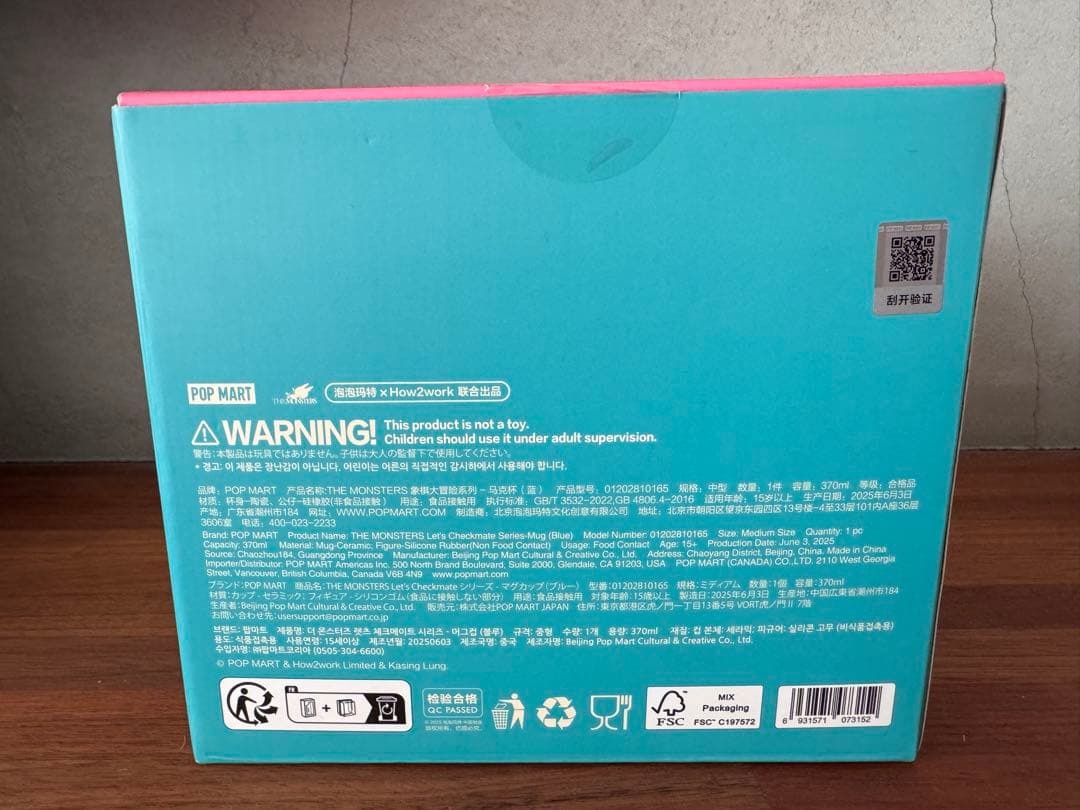 刮开验证
POP MART
THE MONSTERS
泡泡玛特 × How2work 联合出品
WARNING! This product is not a toy.
Children should use it under adult supervision.
警告:本製品は玩具ではありません。子供は大人の監督下で使用してください。
* 경고: 이 제품은 장난감이 아닙니다. 어린이는 어른의 직접적인 감시하에서 사용해야 합니다.
品牌：POP MART 产品名称:THE MONSTERS 象棋大冒险系列 - 马克杯（蓝） 产品型号：01202810165 规格：中型 数量：1件 容量：370ml 等级：合格品
材质：杯身-陶瓷，公仔-硅橡胶(非食品接触） 用途：食品接触用 执行标准：GB/T 3532-2022,GB 4806.4-2016 适用年龄：15岁以上 生产日期：2025年6月3日
产地：广东省潮州市184 网址：WWW.POPMART.COM 制造商：北京泡泡玛特文化创意有限公司 地址：北京市朝阳区望京东园四区13号楼-4至33层101内A座36层
3606室 电话：400-023-2233
Brand: POP MART Product Name: THE MONSTERS Let's Checkmate Series-Mug (Blue) Model Number: 01202810165 Size: Medium Size Quantity: 1 pc
Capacity: 370ml Material: Mug-Ceramic, Figure-Silicone Rubber(Non Food Contact) Usage: Food Contact Age: 15+ Production Date: June 3, 2025
Source: Chaozhou184, Guangdong Province Manufacturer: Beijing Pop Mart Cultural & Creative Co., Ltd. Address: Chaoyang District, Beijing, China. Made in China
Importer/Distributor: POP MART Americas Inc. 500 North Brand Boulevard, Suite 2000, Glendale, CA 91203, USA POP MART (CANADA) CO.,LTD. 2110 West Georgia
Street, Vancouver, British Columbia, Canada V6B 4N9 www.popmart.com
ブランド：POP MART 商品名：THE MONSTERS Let's Checkmate シリーズ - マグカップ(ブルー) 型番：01202810165 規格：ミディアム 数量：1個 容量：370ml
材質：カップ - セラミック；フィギュア - シリコンゴム（食品に接触しない部分） 用途：食品接触用 対象年齢：15歳以上 製造日：2025年6月3日 生産地：中国広東省潮州市184
生産者：Beijing Pop Mart Cultural & Creative Co., Ltd. 販売元：株式会社POP MART JAPAN 住所：東京都港区虎ノ門一丁目13番5号 VORT虎ノ門Ⅱ 7階
お問い合わせ先：usersupport@popmart.co.jp
브랜드: 팝마트 제품명: 더 몬스터즈 렛츠 체크메이트 시리즈 - 머그컵 (블루) 규격: 중형 수량: 1개 용량: 370ml 재질: 컵 본체: 세라믹; 피규어: 실리콘 고무 (비식품접촉용)
용도: 식품접촉용 사용연령: 15세이상 제조년월: 20250603 제조국명: 중국 제조자명: Beijing Pop Mart Cultural & Creative Co., Ltd.
수입자명: ㈜팝마트코리아 (0505-304-6600)
© POP MART & How2work Limited & Kasing Lung.
FR
+
检验合格
QC PASSED
© 2025 泡泡玛特 中国制造
版权所有，仿造必究。
FSC
MIX
Packaging
FSC™ C197572
6 931571 073152